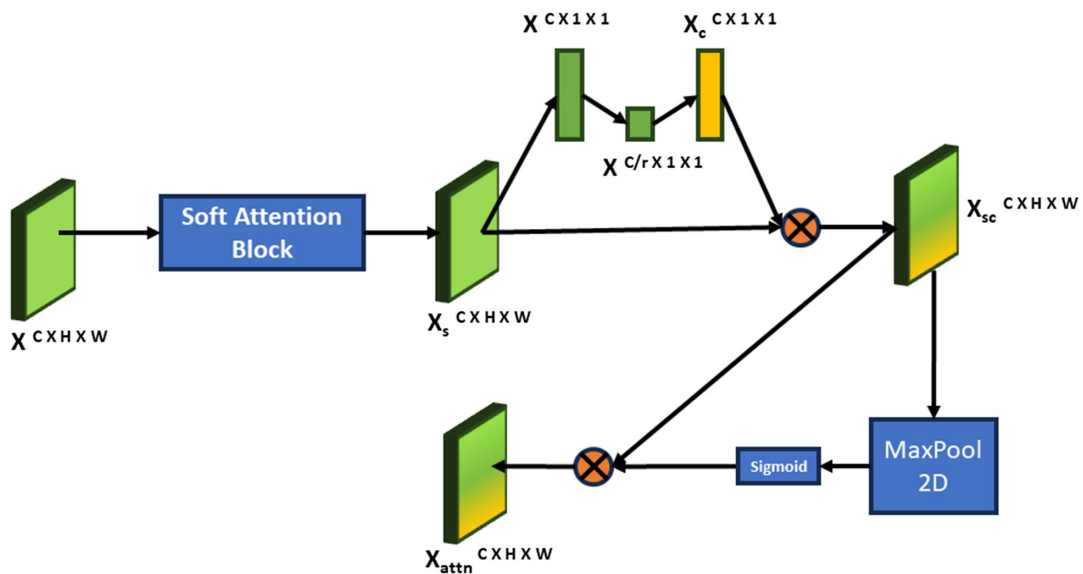 X C X 1 X 1
Xc C X 1 X 1
X C/r X 1 X 1
Soft Attention
Block
X C X H X W
Xs C X H X W
Xsc C X H X W
MaxPool
2D
Sigmoid
Xattn C X H X W